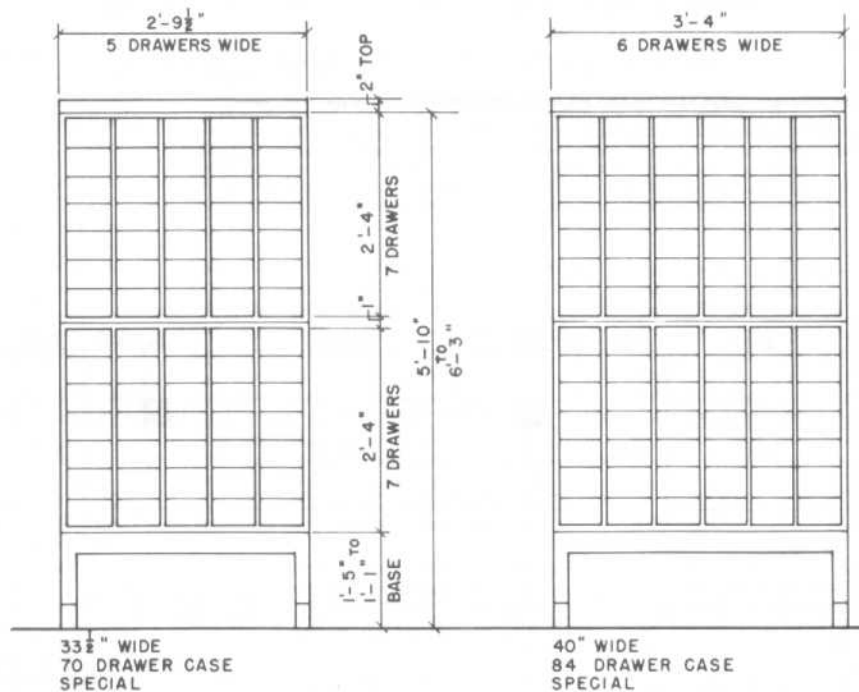 2'-9½"
5 DRAWERS WIDE
3'-4"
6 DRAWERS WIDE
2" TOP
2'-4"
7 DRAWERS
1"
5'-10"
TO
6'-3"
2'-4"
7 DRAWERS
1'-5" TO
1'-1"
BASE
33½" WIDE
70 DRAWER CASE
SPECIAL
40" WIDE
84 DRAWER CASE
SPECIAL